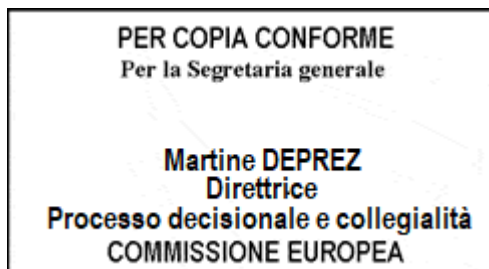 PER COPIA CONFORME
Per la Segretaria generale
Martine DEPREZ
Direttrice
Processo decisionale e collegialità
COMMISSIONE EUROPEA